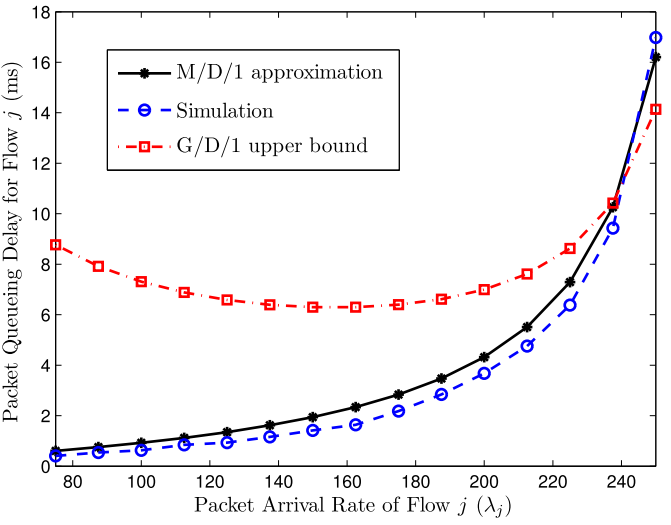 18
16
14
12
10
8
6
4
2
0
Packet Queueing Delay for Flow j (ms)
M/D/1 approximation
Simulation
G/D/1 upper bound
80 100 120 140 160 180 200 220 240
Packet Arrival Rate of Flow j (λj)